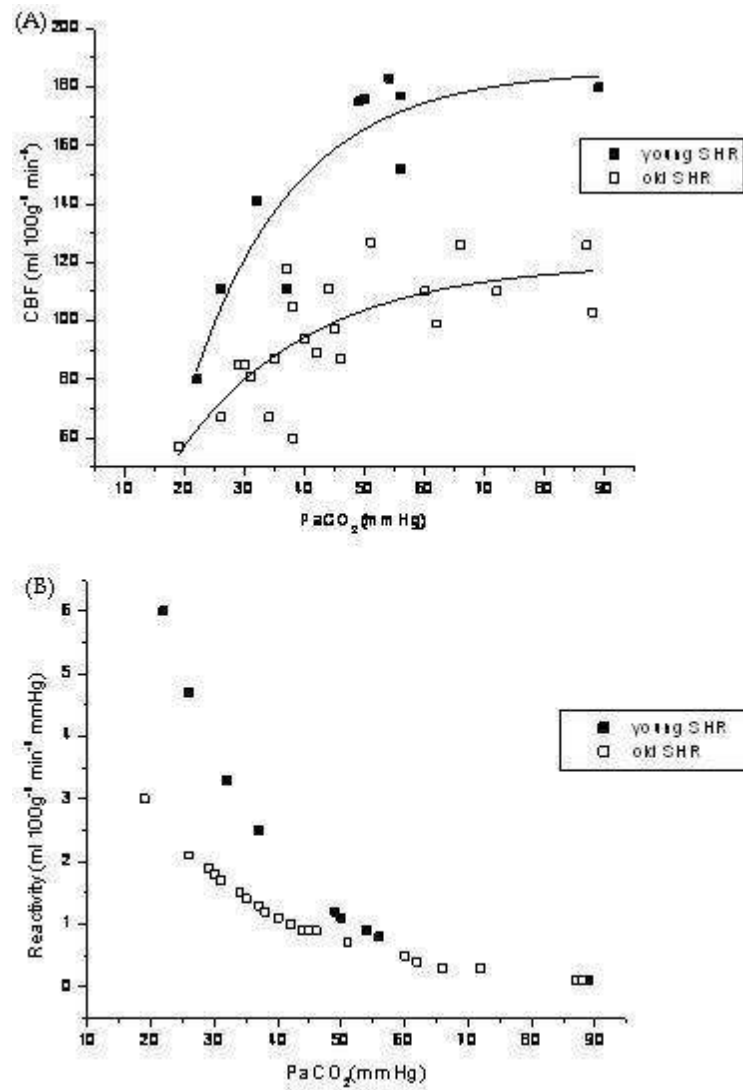 (A)
200
180
160
140
120
100
80
60
CBF (ml 100g⁻¹ min⁻¹)
10 20 30 40 50 60 70 80 90
PaCO₂(mmHg)
young SHR
old SHR
(B)
6
5
4
3
2
1
0
Reactivity (ml 100g⁻¹ min⁻¹ mmHg)
10 20 30 40 50 60 70 80 90
PaCO₂(mmHg)
young SHR
old SHR